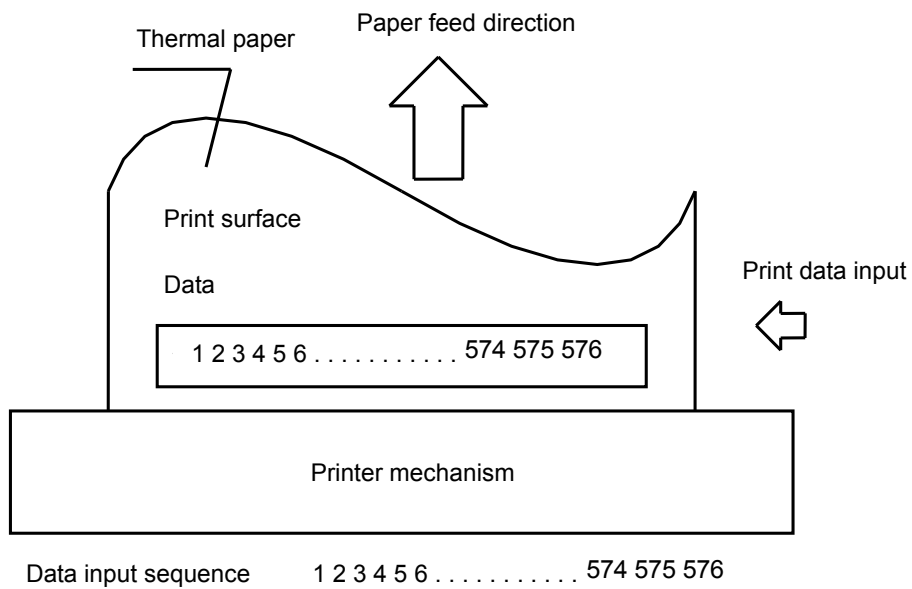 Paper feed direction
Thermal paper
Print surface
Print data input
Data
1 2 3 4 5 6 . . . . . . . . . . . 574 575 576
Printer mechanism
Data input sequence 1 2 3 4 5 6 . . . . . . . . . . . 574 575 576